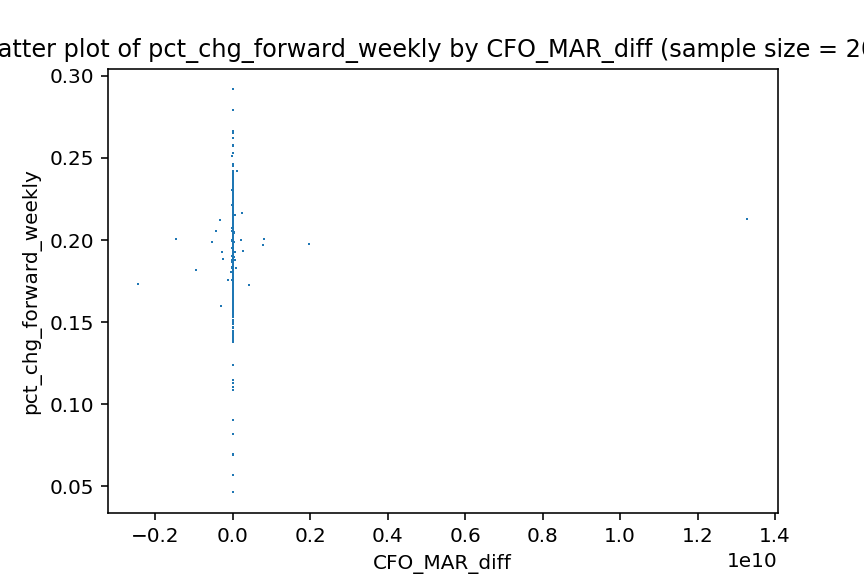 atter plot of pct_chg_forward_weekly by CFO_MAR_diff (sample size = 20
0.30
0.25
0.20
0.15
0.10
0.05
pct_chg_forward_weekly
−0.2 0.0 0.2 0.4 0.6 0.8 1.0 1.2 1.4
1e10
CFO_MAR_diff